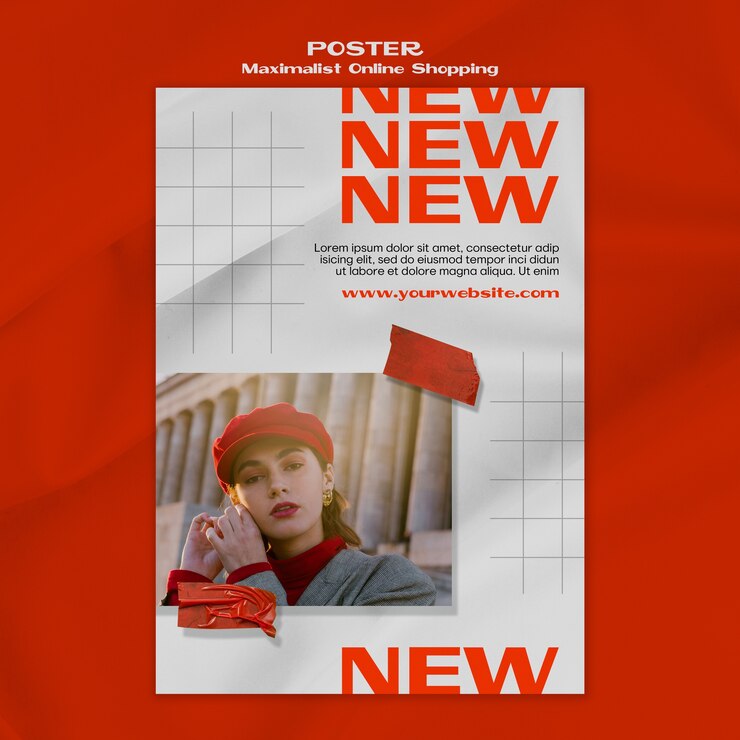 POSTER
Maximalist Online Shopping
NEW
NEW
NEW
Lorem ipsum dolor sit amet, consectetur adip
isicing elit, sed do eiusmod tempor inci didun
ut labore et dolore magna aliqua. Ut enim
www.yourwebsite.com
NEW